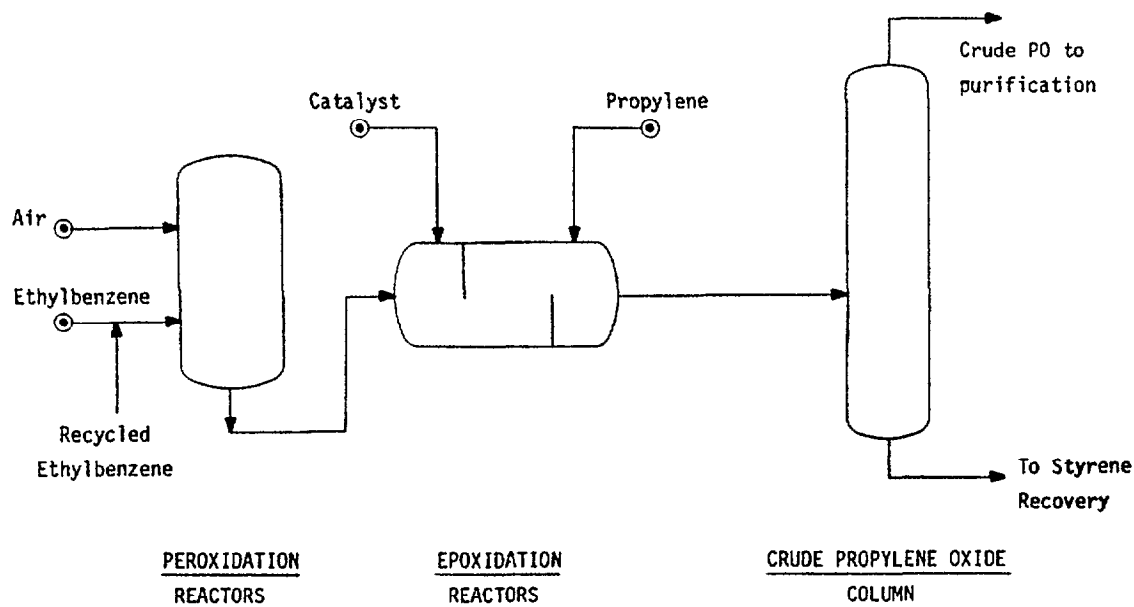 Crude PO to
purification
Catalyst
Propylene
Air
Ethylbenzene
Recycled
Ethylbenzene
To Styrene
Recovery
PEROXIDATION
REACTORS
EPOXIDATION
REACTORS
CRUDE PROPYLENE OXIDE
COLUMN